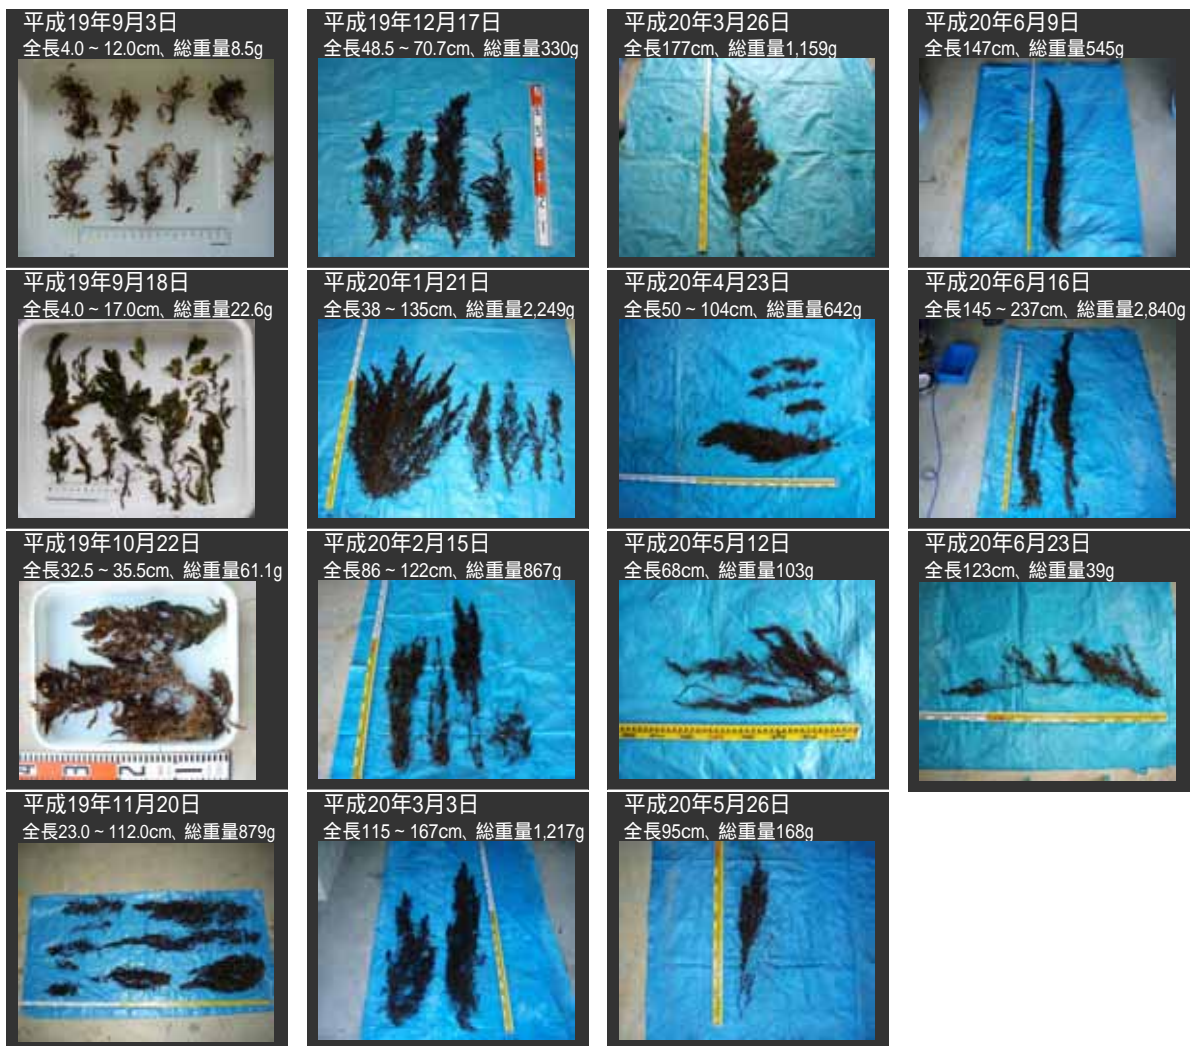 平成19年9月3日
全長4.0～12.0cm、総重量8.5g
平成19年9月18日
全長4.0～17.0cm、総重量22.6g
平成19年10月22日
全長32.5～35.5cm、総重量61.1g
平成19年11月20日
全長23.0～112.0cm、総重量879g
平成19年12月17日
全長48.5～70.7cm、総重量330g
平成20年1月21日
全長38～135cm、総重量2,249g
平成20年2月15日
全長86～122cm、総重量867g
平成20年3月3日
全長115～167cm、総重量1,217g
平成20年3月26日
全長177cm、総重量1,159g
平成20年4月23日
全長50～104cm、総重量642g
平成20年5月12日
全長68cm、総重量103g
平成20年5月26日
全長95cm、総重量168g
平成20年6月9日
全長147cm、総重量545g
平成20年6月16日
全長145～237cm、総重量2,840g
平成20年6月23日
全長123cm、総重量39g